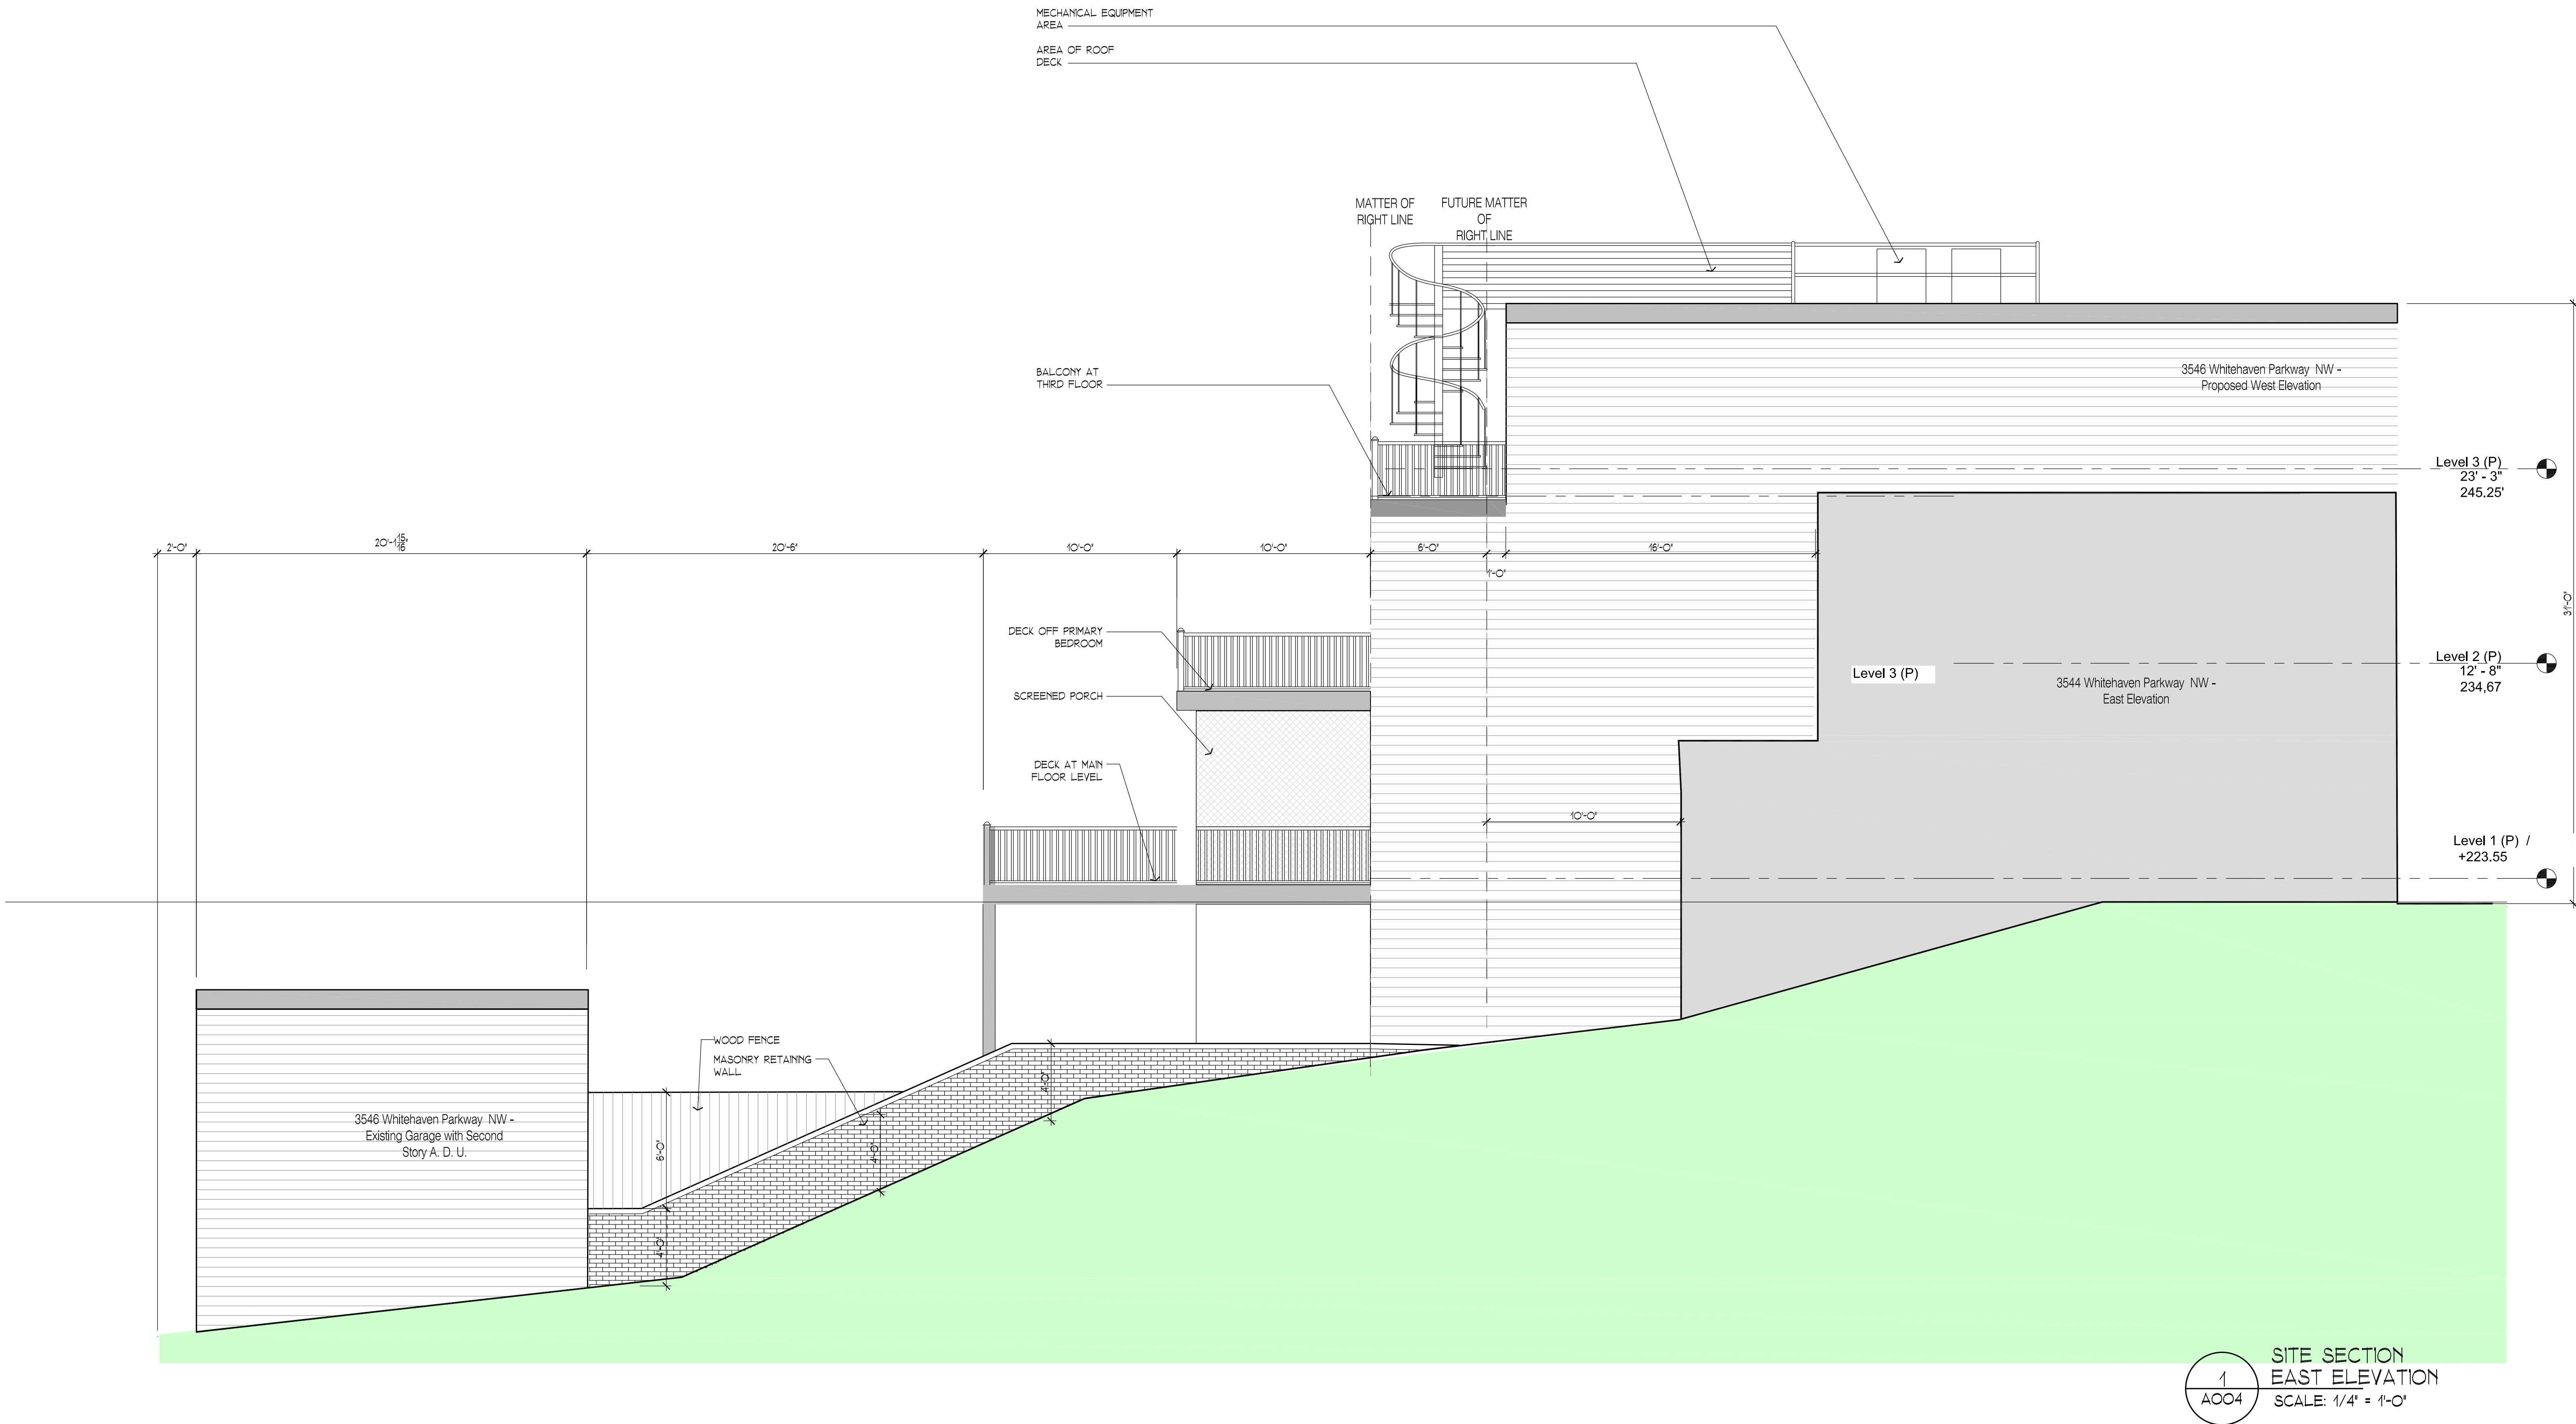 MECHANICAL EQUIPMENT
AREA
AREA OF ROOF
DECK
MATTER OF
RIGHT LINE
FUTURE MATTER
OF
RIGHT LINE
BALCONY AT
THIRD FLOOR
3546 Whitehaven Parkway NW -
Proposed West Elevation
Level 3 (P)
23' - 3"
245.25'
2'-0"
20'-1 15/16"
20'-6"
10'-0"
10'-0"
6'-0"
1'-0"
16'-0"
31'-0"
DECK OFF PRIMARY
BEDROOM
SCREENED PORCH
DECK AT MAIN
FLOOR LEVEL
Level 3 (P)
3544 Whitehaven Parkway NW -
East Elevation
Level 2 (P)
12' - 8"
234,67
10'-0"
Level 1 (P) /
+223.55
WOOD FENCE
MASONRY RETAINING
WALL
4'-0"
4'-0"
6'-0"
4'-0"
3546 Whitehaven Parkway NW -
Existing Garage with Second
Story A. D. U.
1
A004
SITE SECTION
EAST ELEVATION
SCALE: 1/4" = 1'-0"